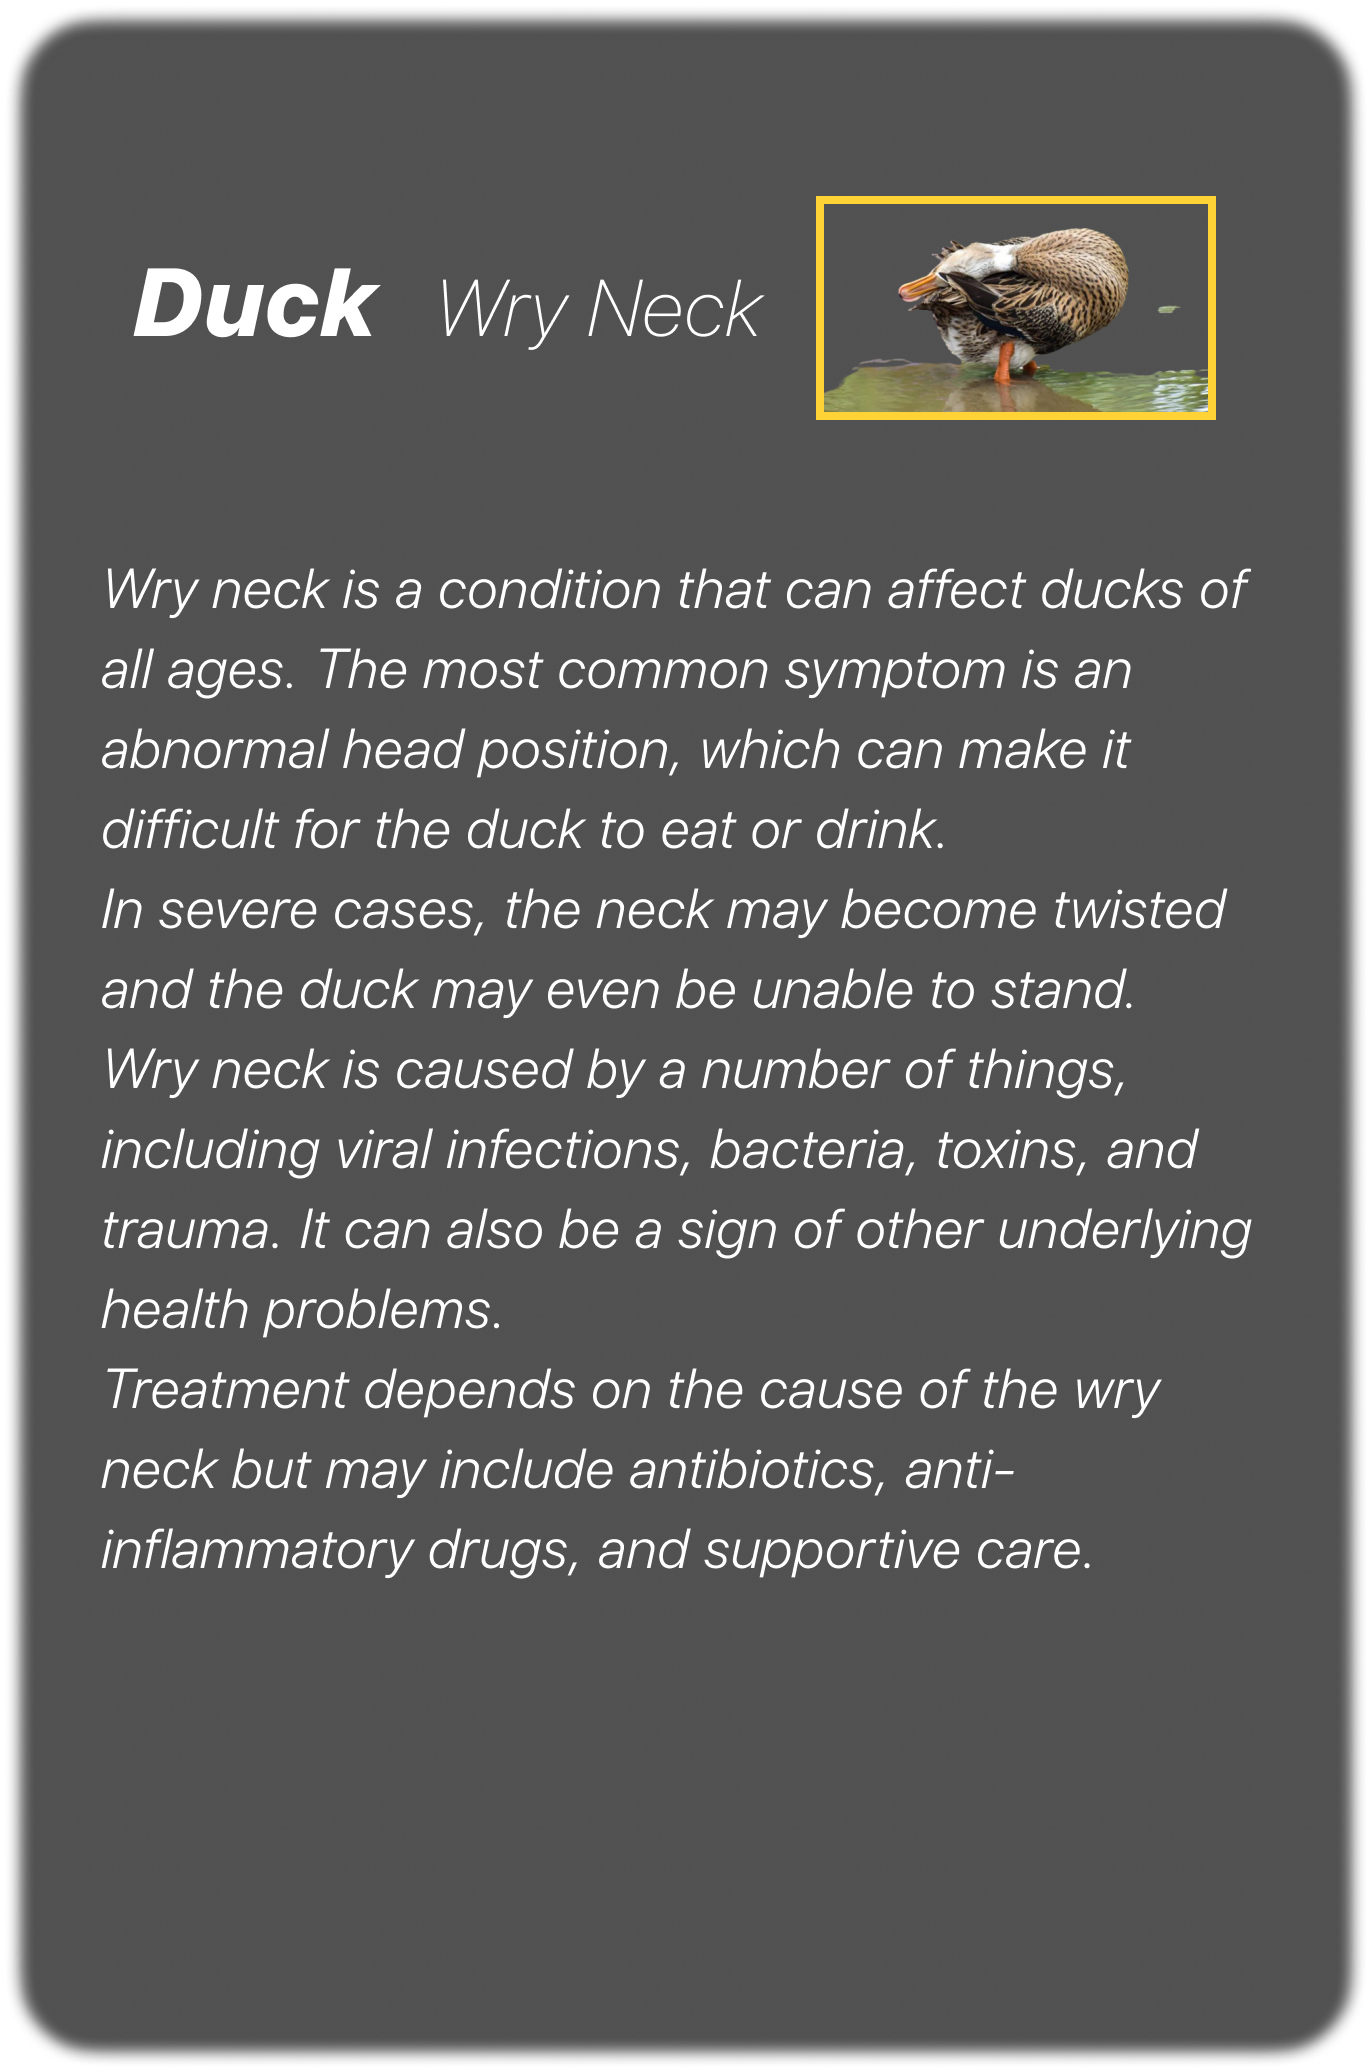 Duck Wry Neck
Wry neck is a condition that can affect ducks of
all ages. The most common symptom is an
abnormal head position, which can make it
difficult for the duck to eat or drink.
In severe cases, the neck may become twisted
and the duck may even be unable to stand.
Wry neck is caused by a number of things,
including viral infections, bacteria, toxins, and
trauma. It can also be a sign of other underlying
health problems.
Treatment depends on the cause of the wry
neck but may include antibiotics, anti-
inflammatory drugs, and supportive care.